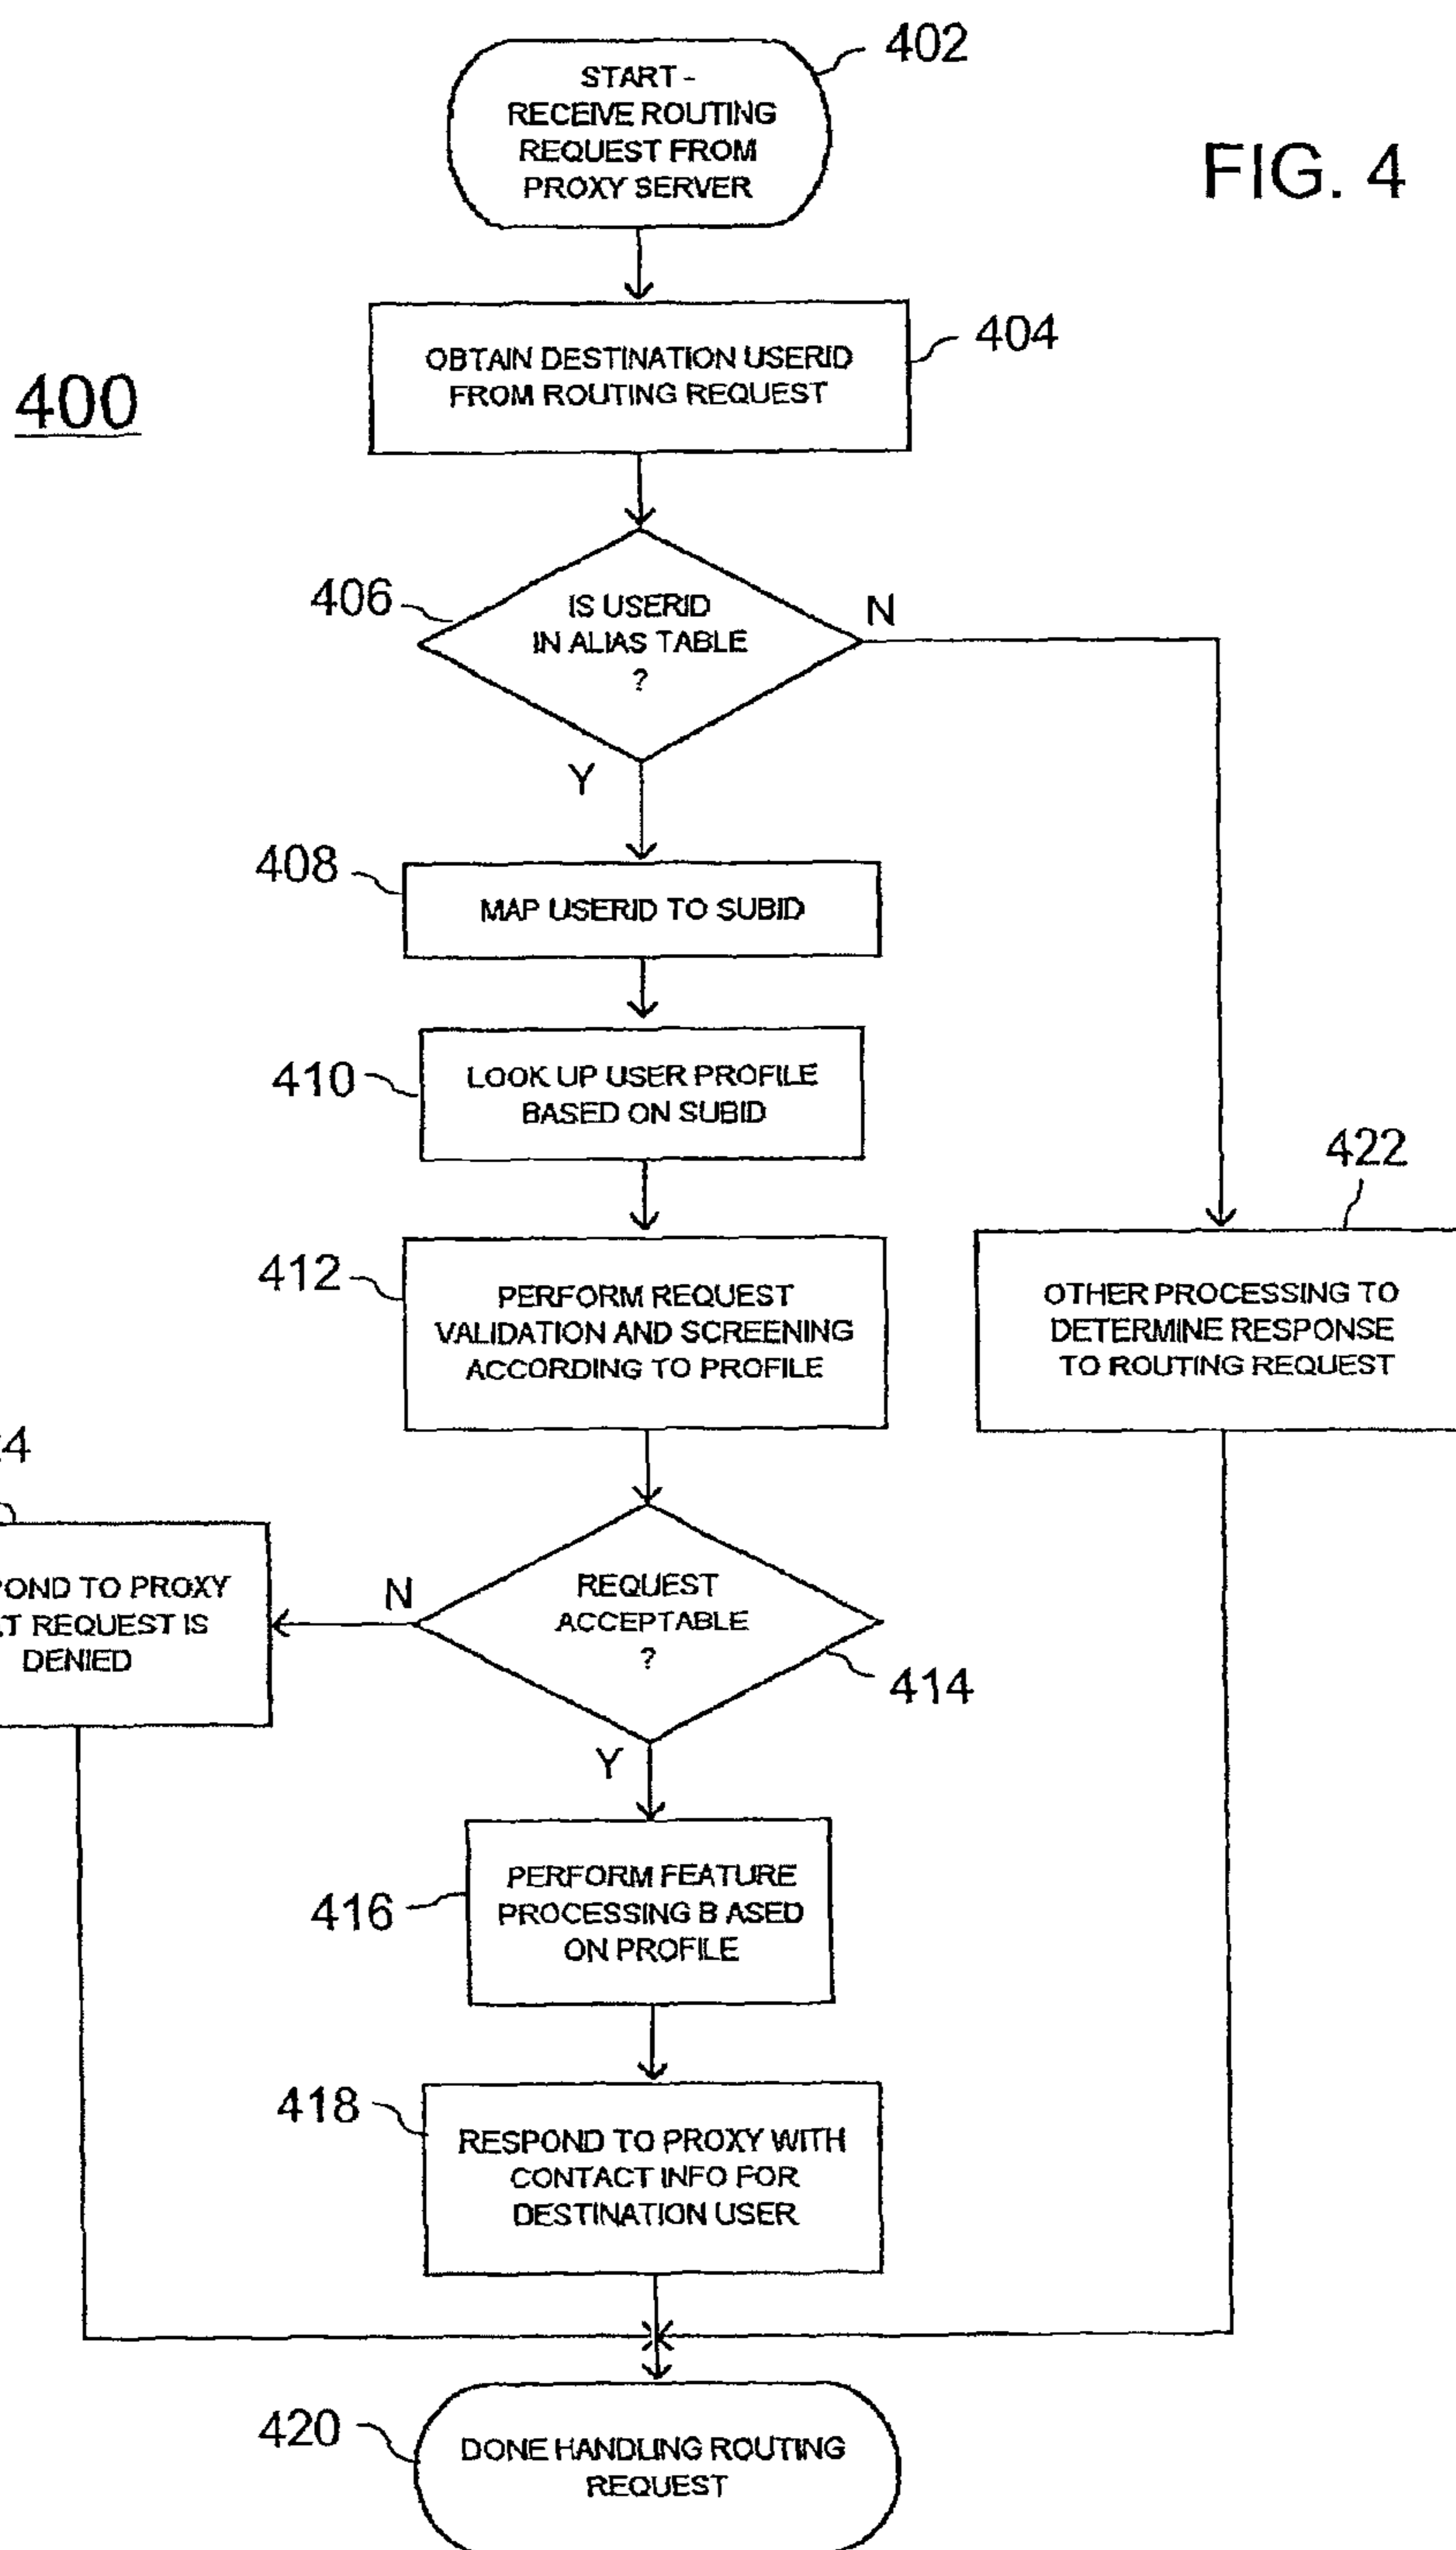 402
START -
RECEIVE ROUTING
REQUEST FROM
PROXY SERVER
FIG. 4
404
OBTAIN DESTINATION USERID
FROM ROUTING REQUEST
400
406
IS USERID
IN ALIAS TABLE
?
N
Y
408
MAP USERID TO SUBID
410
LOOK UP USER PROFILE
BASED ON SUBID
422
412
PERFORM REQUEST
VALIDATION AND SCREENING
ACCORDING TO PROFILE
OTHER PROCESSING TO
DETERMINE RESPONSE
TO ROUTING REQUEST
4
POND TO PROXY
T REQUEST IS
DENIED
N
REQUEST
ACCEPTABLE
?
414
Y
416
PERFORM FEATURE
PROCESSING B ASED
ON PROFILE
418
RESPOND TO PROXY WITH
CONTACT INFO FOR
DESTINATION USER
420
DONE HANDLING ROUTING
REQUEST